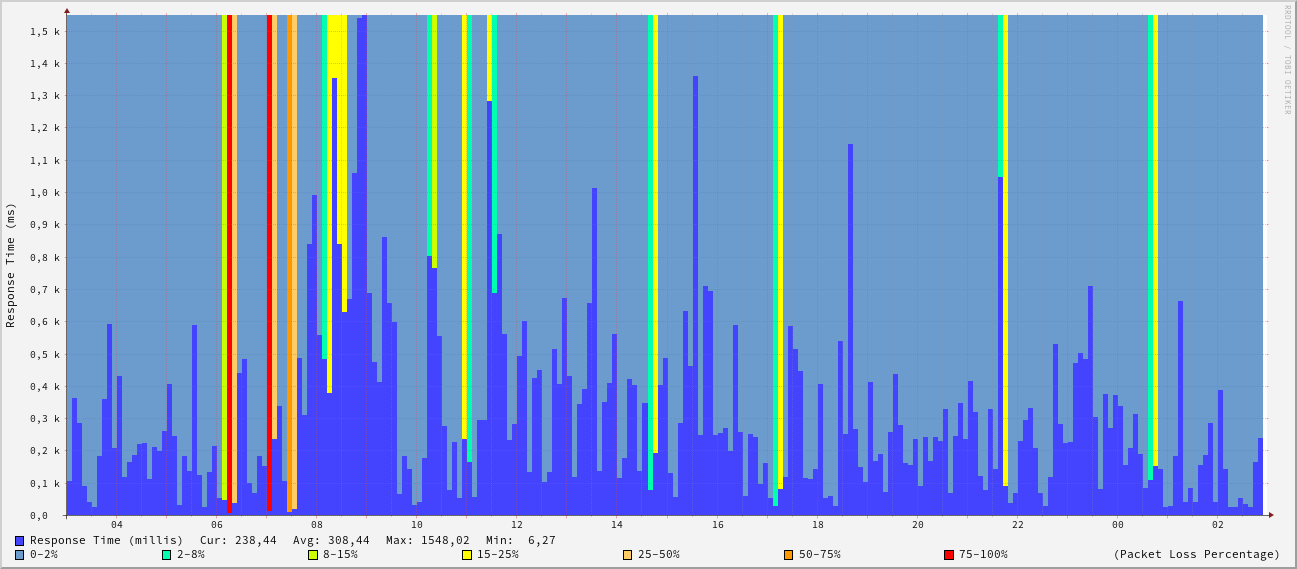 RRDTOOL / TOBI OETIKER
Response Time (ms)
1,5 k
1,4 k
1,3 k
1,2 k
1,1 k
1,0 k
0,9 k
0,8 k
0,7 k
0,6 k
0,5 k
0,4 k
0,3 k
0,2 k
0,1 k
0,0
04 06 08 10 12 14 16 18 20 22 00 02
Response Time (millis) Cur: 238,44 Avg: 308,44 Max: 1548,02 Min: 6,27
0-2% 2-8% 8-15% 15-25% 25-50% 50-75% 75-100% (Packet Loss Percentage)